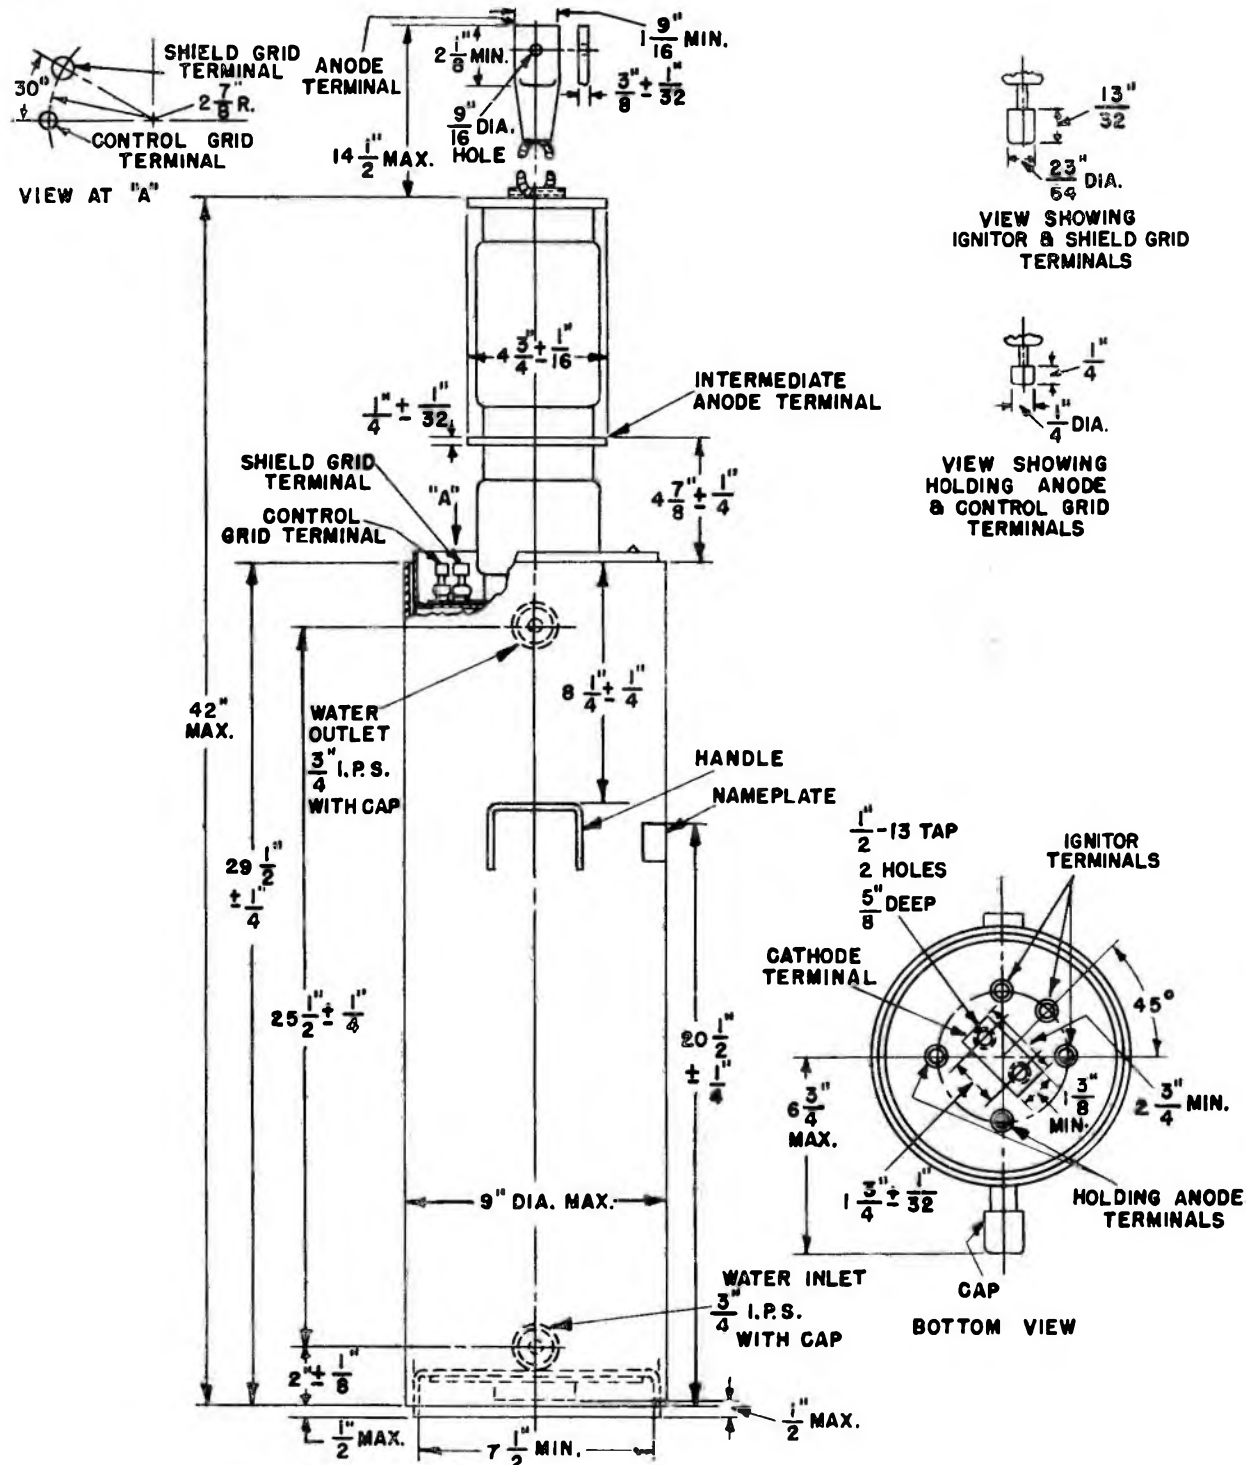 SHIELD GRID
TERMINAL
30°
2 7/8" R.
CONTROL GRID
TERMINAL
VIEW AT "A"
ANODE
TERMINAL
14 1/2" MAX.
2 1/8" MIN.
1 9/16" MIN.
3/8" ± 1/32"
9/16" DIA.
HOLE
13/32"
23/64" DIA.
VIEW SHOWING
IGNITOR & SHIELD GRID
TERMINALS
1/4"
1/4" DIA.
VIEW SHOWING
HOLDING ANODE
& CONTROL GRID
TERMINALS
4 3/4" ± 1/16"
1/4" ± 1/32"
INTERMEDIATE
ANODE TERMINAL
SHIELD GRID
TERMINAL
"A"
CONTROL
GRID TERMINAL
4 7/8" ± 1/4"
8 1/4" ± 1/4"
42"
MAX.
WATER
OUTLET
3/4" I.P.S.
WITH CAP
HANDLE
NAMEPLATE
29 1/2"
± 1/4"
25 1/2" ± 1/4"
20 1/2"
± 1/4"
9" DIA. MAX.
WATER INLET
3/4" I.P.S.
WITH CAP
2" ± 1/8"
1/2" MAX.
7 1/2" MIN.
1/2" MAX.
1/2"-13 TAP
2 HOLES
5/8" DEEP
IGNITOR
TERMINALS
CATHODE
TERMINAL
45°
6 3/4"
MAX.
1 3/8"
MIN.
2 3/4" MIN.
1 3/4" ± 1/32"
HOLDING ANODE
TERMINALS
CAP
BOTTOM VIEW